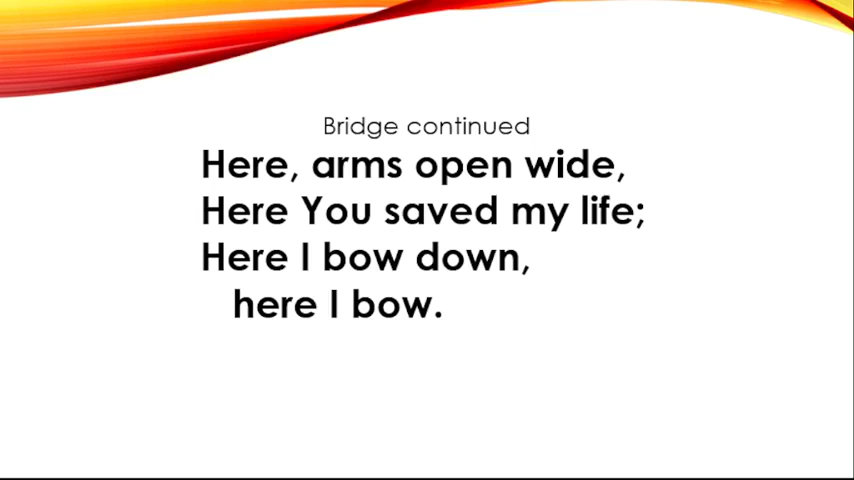 Bridge continued
Here, arms open wide,
Here You saved my life;
Here I bow down,
here I bow.